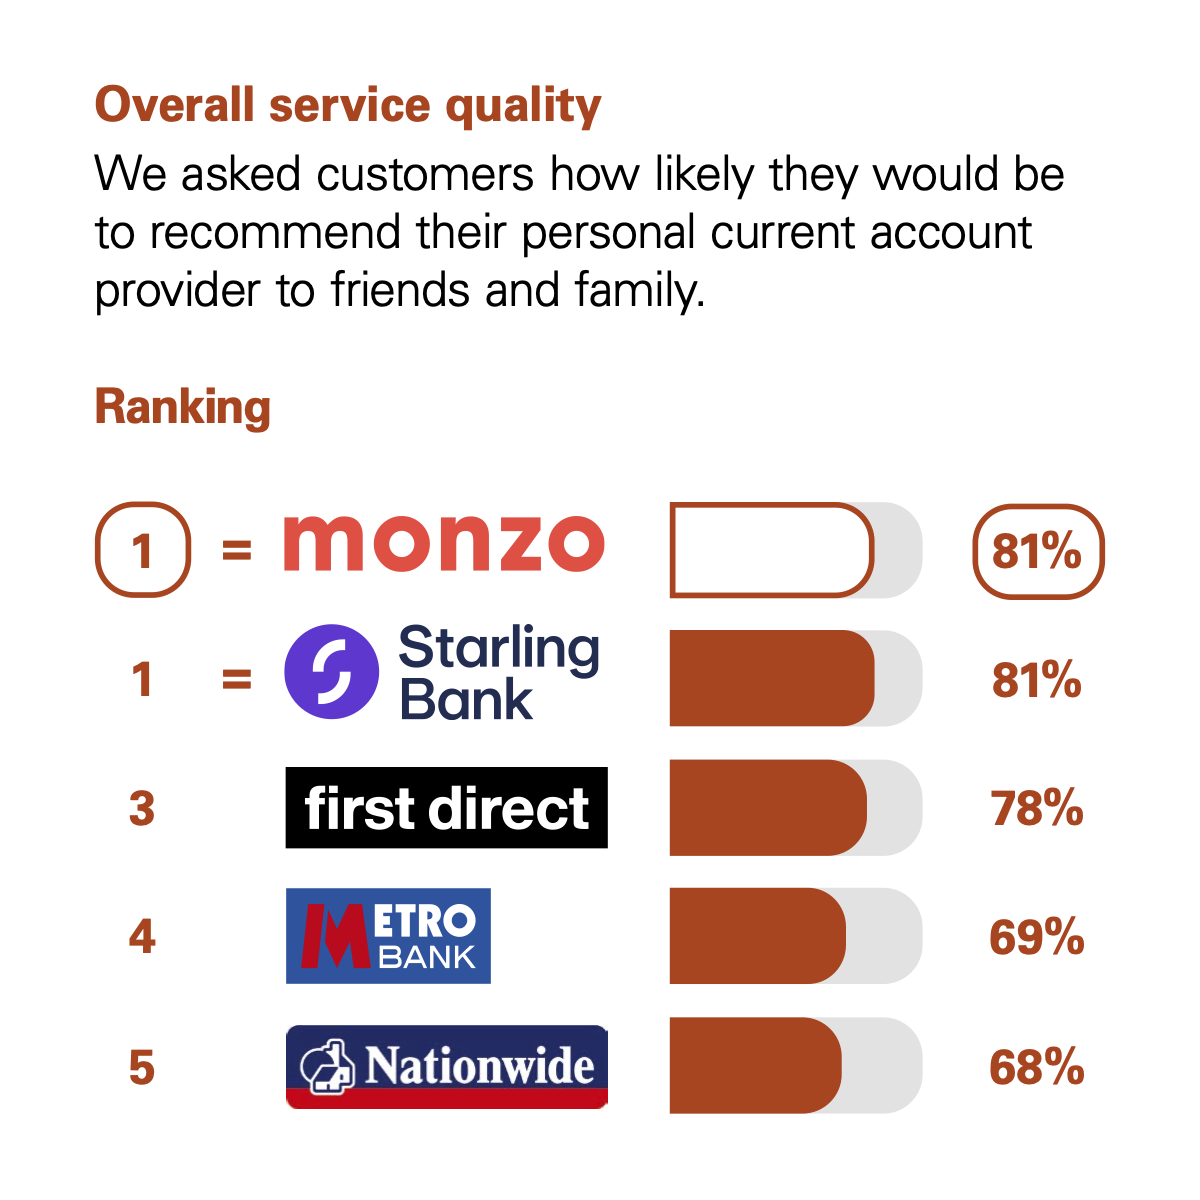 Overall service quality
We asked customers how likely they would be
to recommend their personal current account
provider to friends and family.
Ranking
1 = monzo 81%
1 = Starling Bank 81%
3 first direct 78%
4 METRO BANK 69%
5 Nationwide 68%